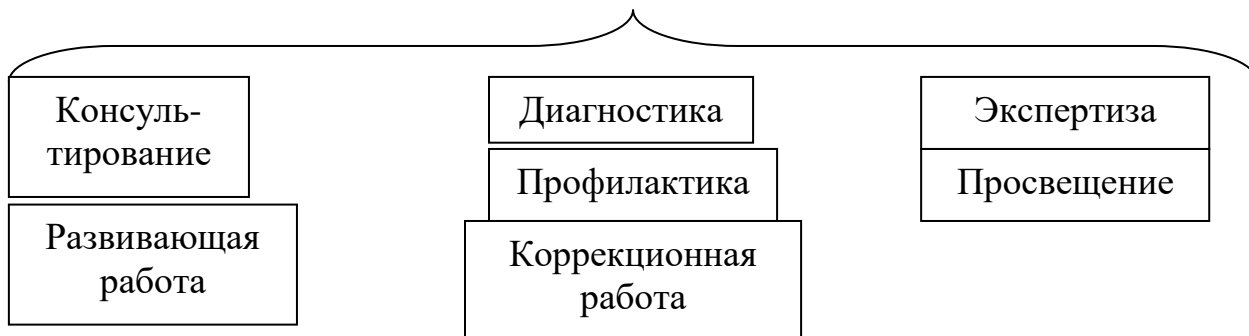 Консуль-
тирование
Развивающая
работа
Диагностика
Профилактика
Коррекционная
работа
Экспертиза
Просвещение